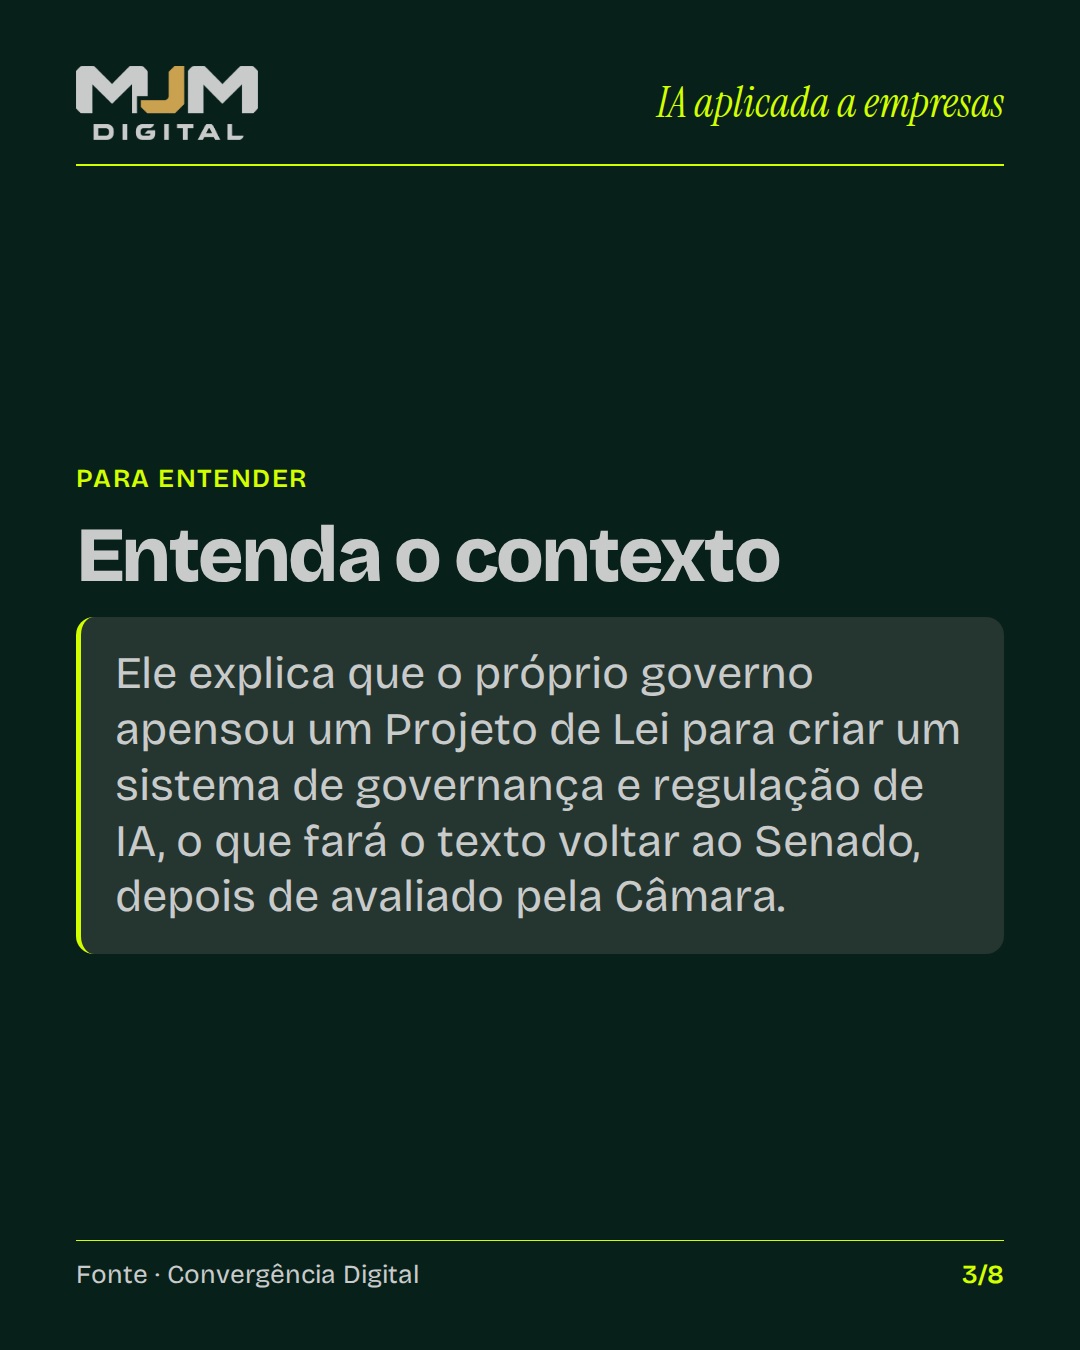 MJM
DIGITAL
IA aplicada a empresas
PARA ENTENDER
Entenda o contexto
Ele explica que o próprio governo
apensou um Projeto de Lei para criar um
sistema de governança e regulação de
IA, o que fará o texto voltar ao Senado,
depois de avaliado pela Câmara.
Fonte · Convergência Digital
3/8